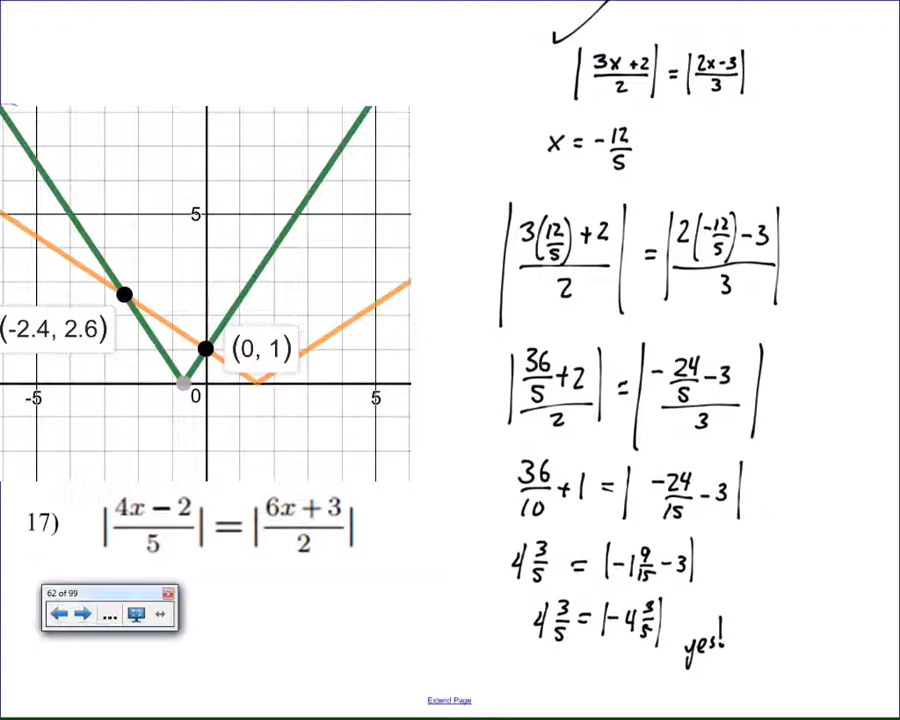 |3x+2/2| = |2x-3/3|
x = -12/5
|3(12/5)+2/2| = |2(-12/5)-3/3|
|36/5+2/2| = |-24/5-3/3|
36/10+1 = |-24/15-3|
4 3/5 = |-1 9/15-3|
4 3/5 = |-4 3/5| yes!
5
(-2.4, 2.6)
(0, 1)
-5 0 5
17) |4x-2/5| = |6x+3/2|
62 of 99
...
Extend Page